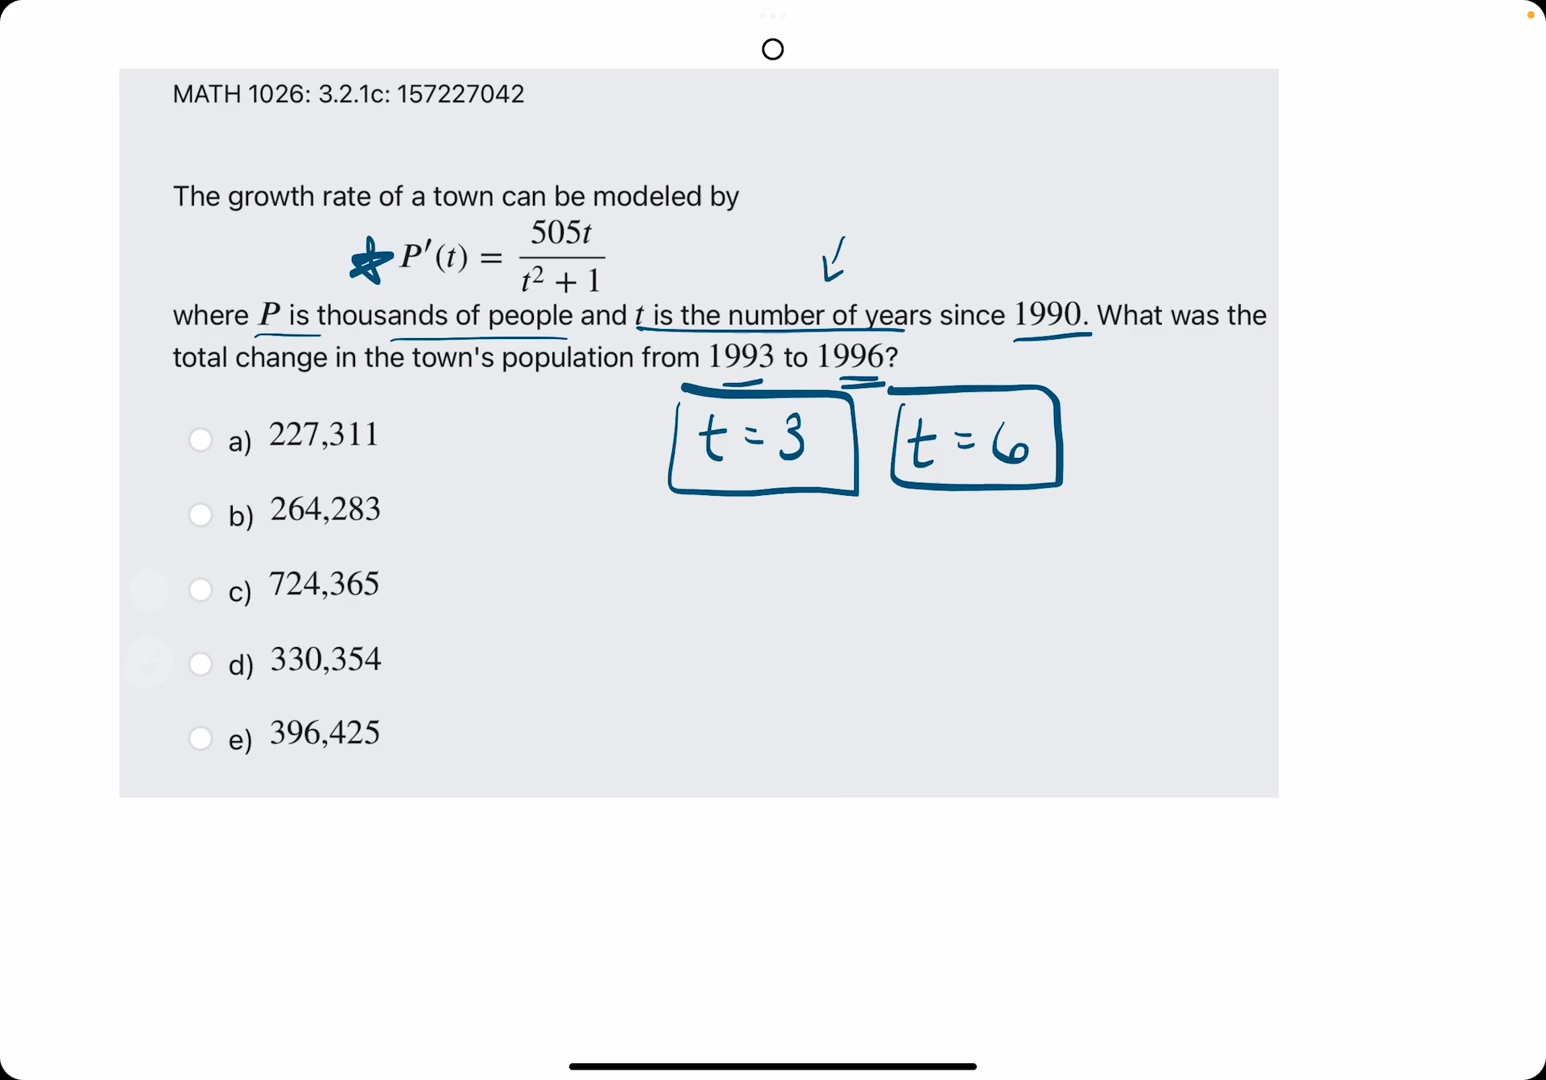 MATH 1026: 3.2.1c: 157227042
The growth rate of a town can be modeled by
P′(t) = 505t / (t² + 1)
where P is thousands of people and t is the number of years since 1990. What was the
total change in the town's population from 1993 to 1996?
t = 3 t = 6
a) 227,311
b) 264,283
c) 724,365
d) 330,354
e) 396,425